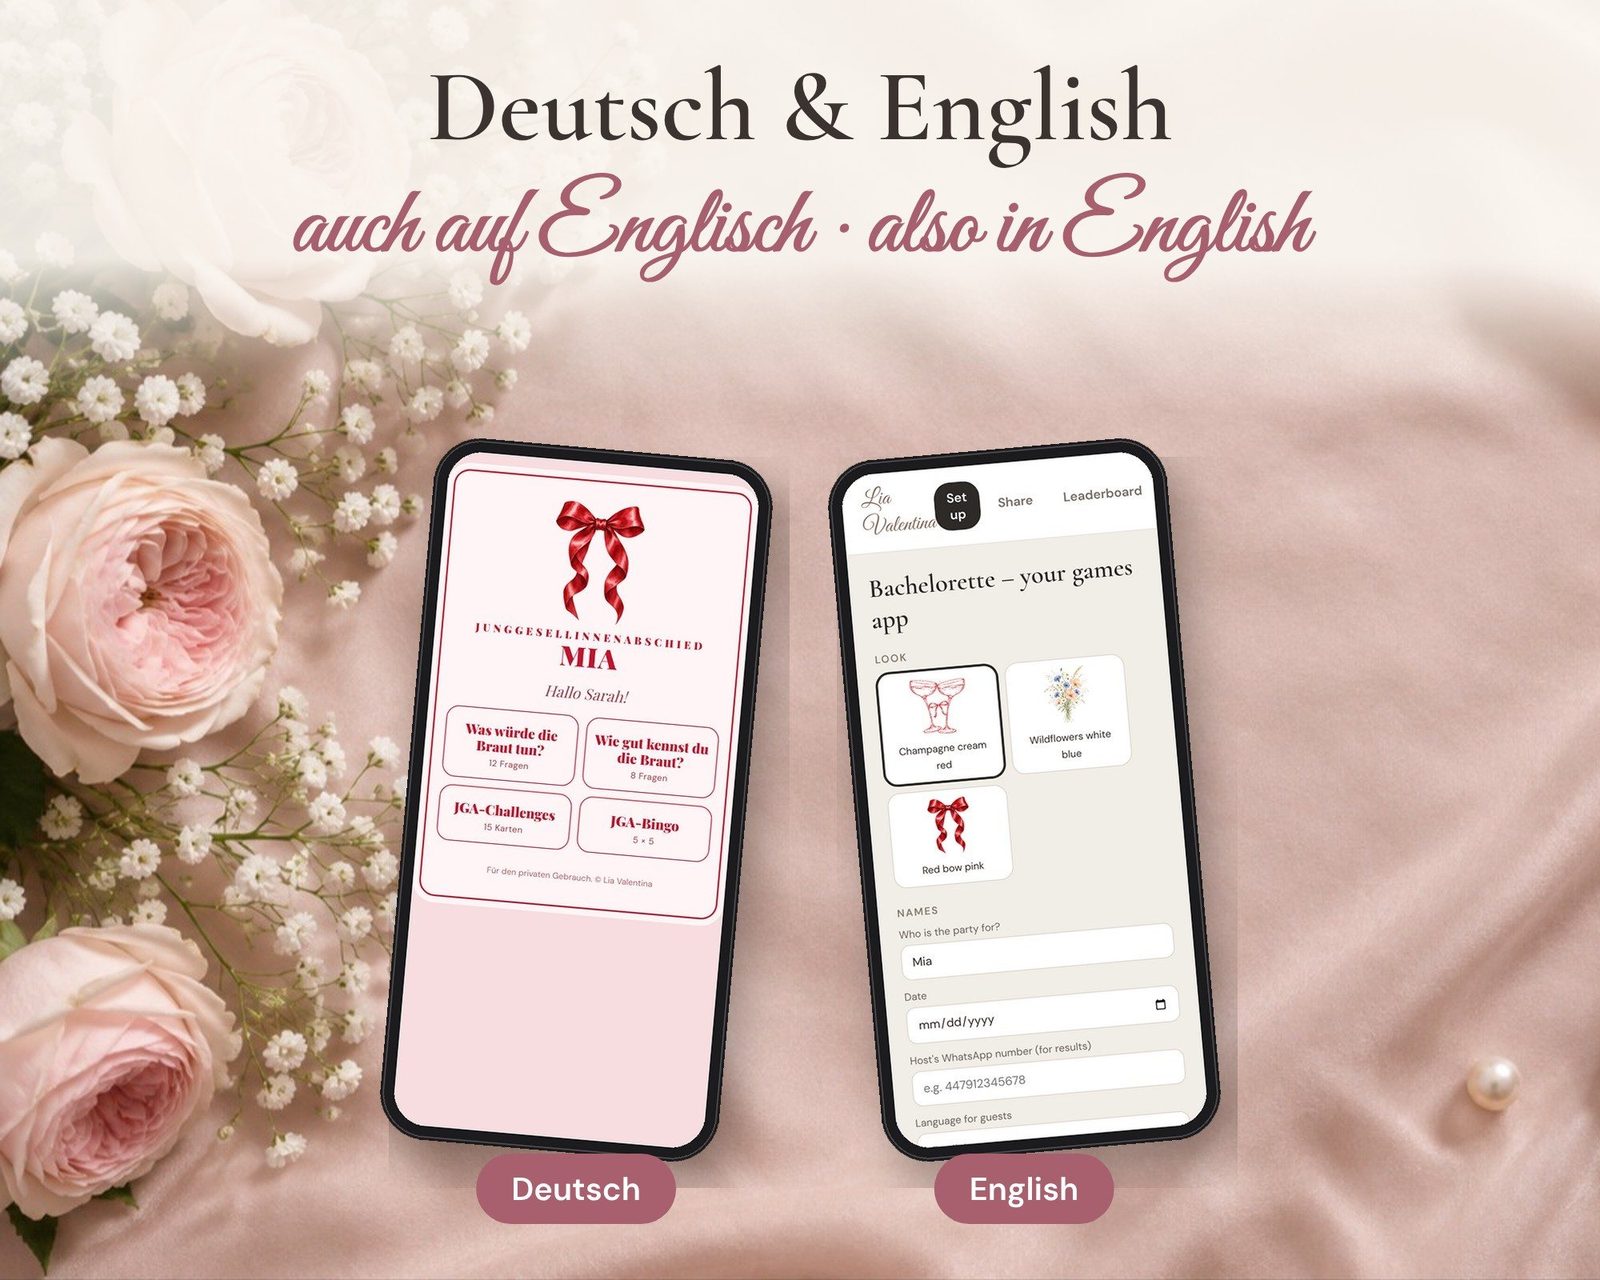 Deutsch & English
auch auf Englisch · also in English
JUNGGESELLINNENABSCHIED
MIA
Hallo Sarah!
Was würde die
Braut tun?
12 Fragen
Wie gut kennst du
die Braut?
8 Fragen
JGA-Challenges
15 Karten
JGA-Bingo
5 × 5
Für den privaten Gebrauch. © Lia Valentina
Deutsch
Lia
Valentina
Set
up
Share
Leaderboard
Bachelorette – your games
app
LOOK
Champagne cream
red
Wildflowers white
blue
Red bow pink
NAMES
Who is the party for?
Mia
Date
mm/dd/yyyy
Host's WhatsApp number (for results)
e.g. 447912345678
Language for guests
English